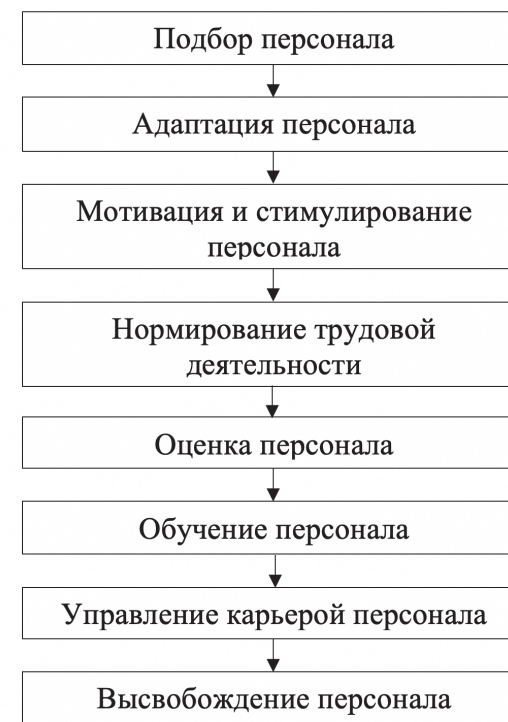 Подбор персонала
Адаптация персонала
Мотивация и стимулирование
персонала
Нормирование трудовой
деятельности
Оценка персонала
Обучение персонала
Управление карьерой персонала
Высвобождение персонала